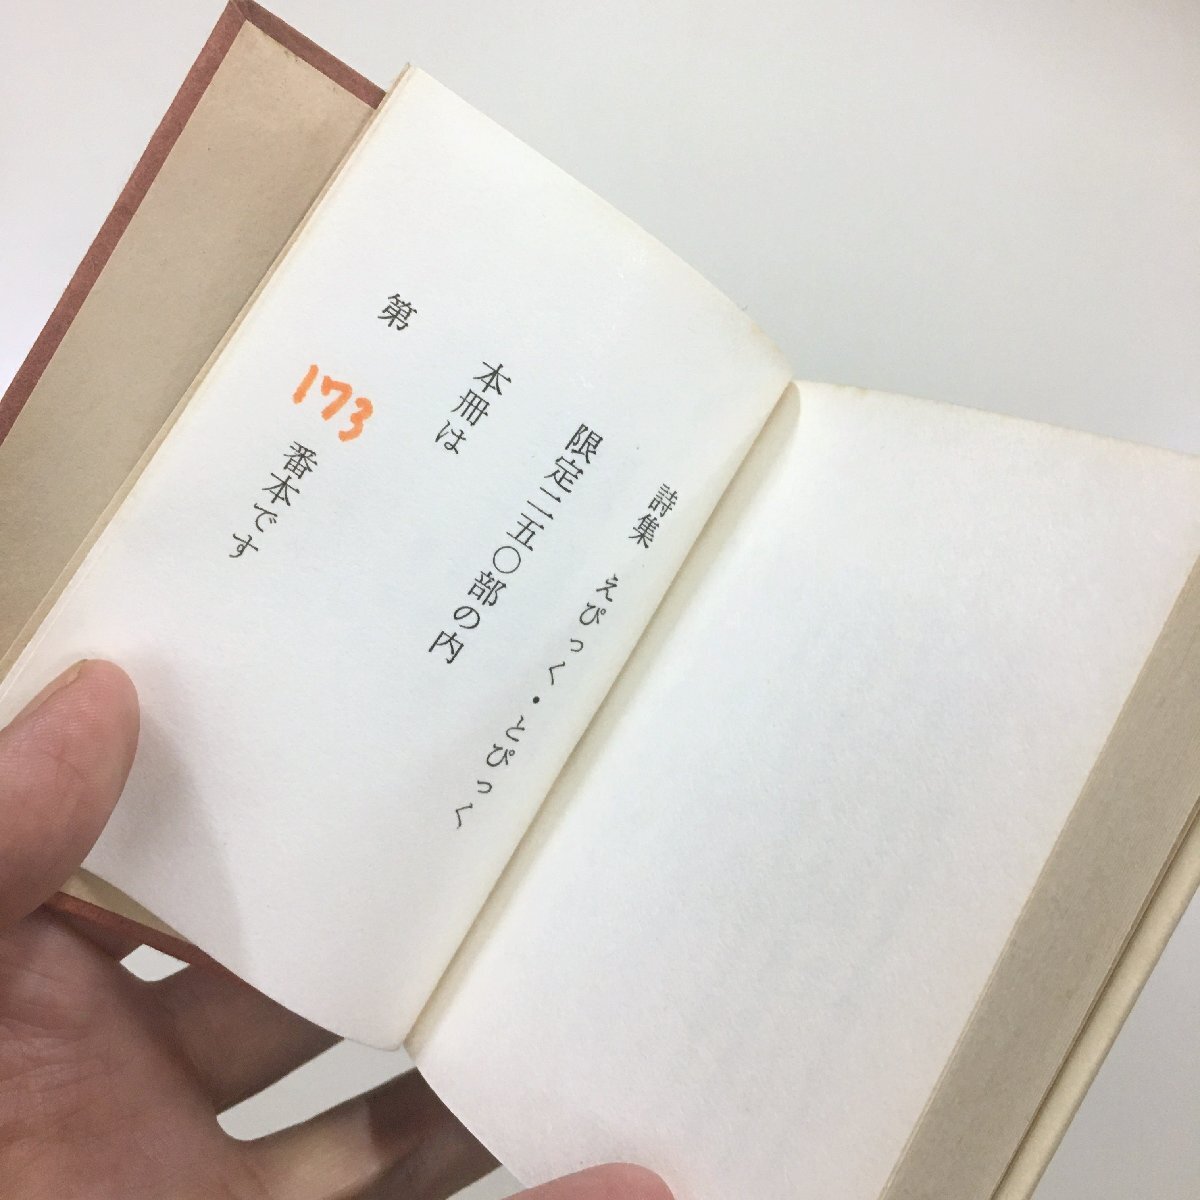 詩集 えぴっく・とぴっく
限定二五〇部の内
本冊は
第 173 番本です